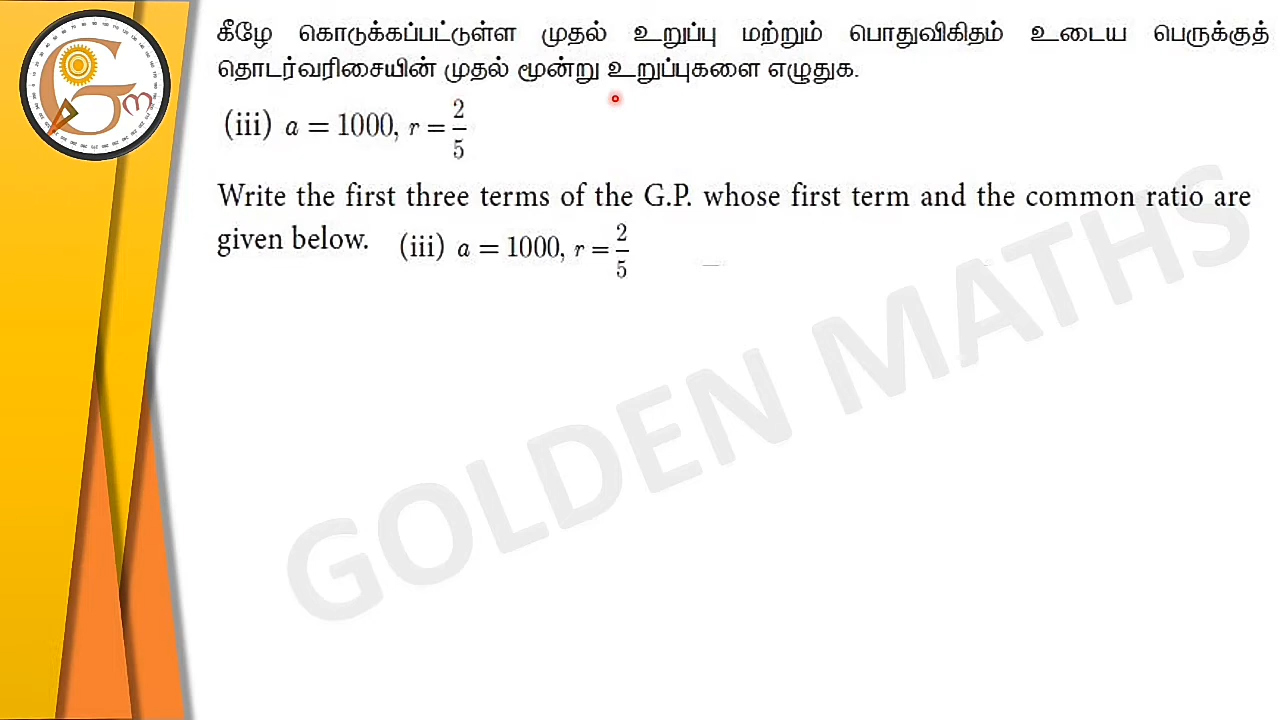 கீழே கொடுக்கப்பட்டுள்ள முதல் உறுப்பு மற்றும் பொதுவிகிதம் உடைய பெருக்குத்
தொடர்வரிசையின் முதல் மூன்று உறுப்புகளை எழுதுக.
(iii) a = 1000, r = 2/5
Write the first three terms of the G.P. whose first term and the common ratio are
given below. (iii) a = 1000, r = 2/5
GOLDEN MATHS